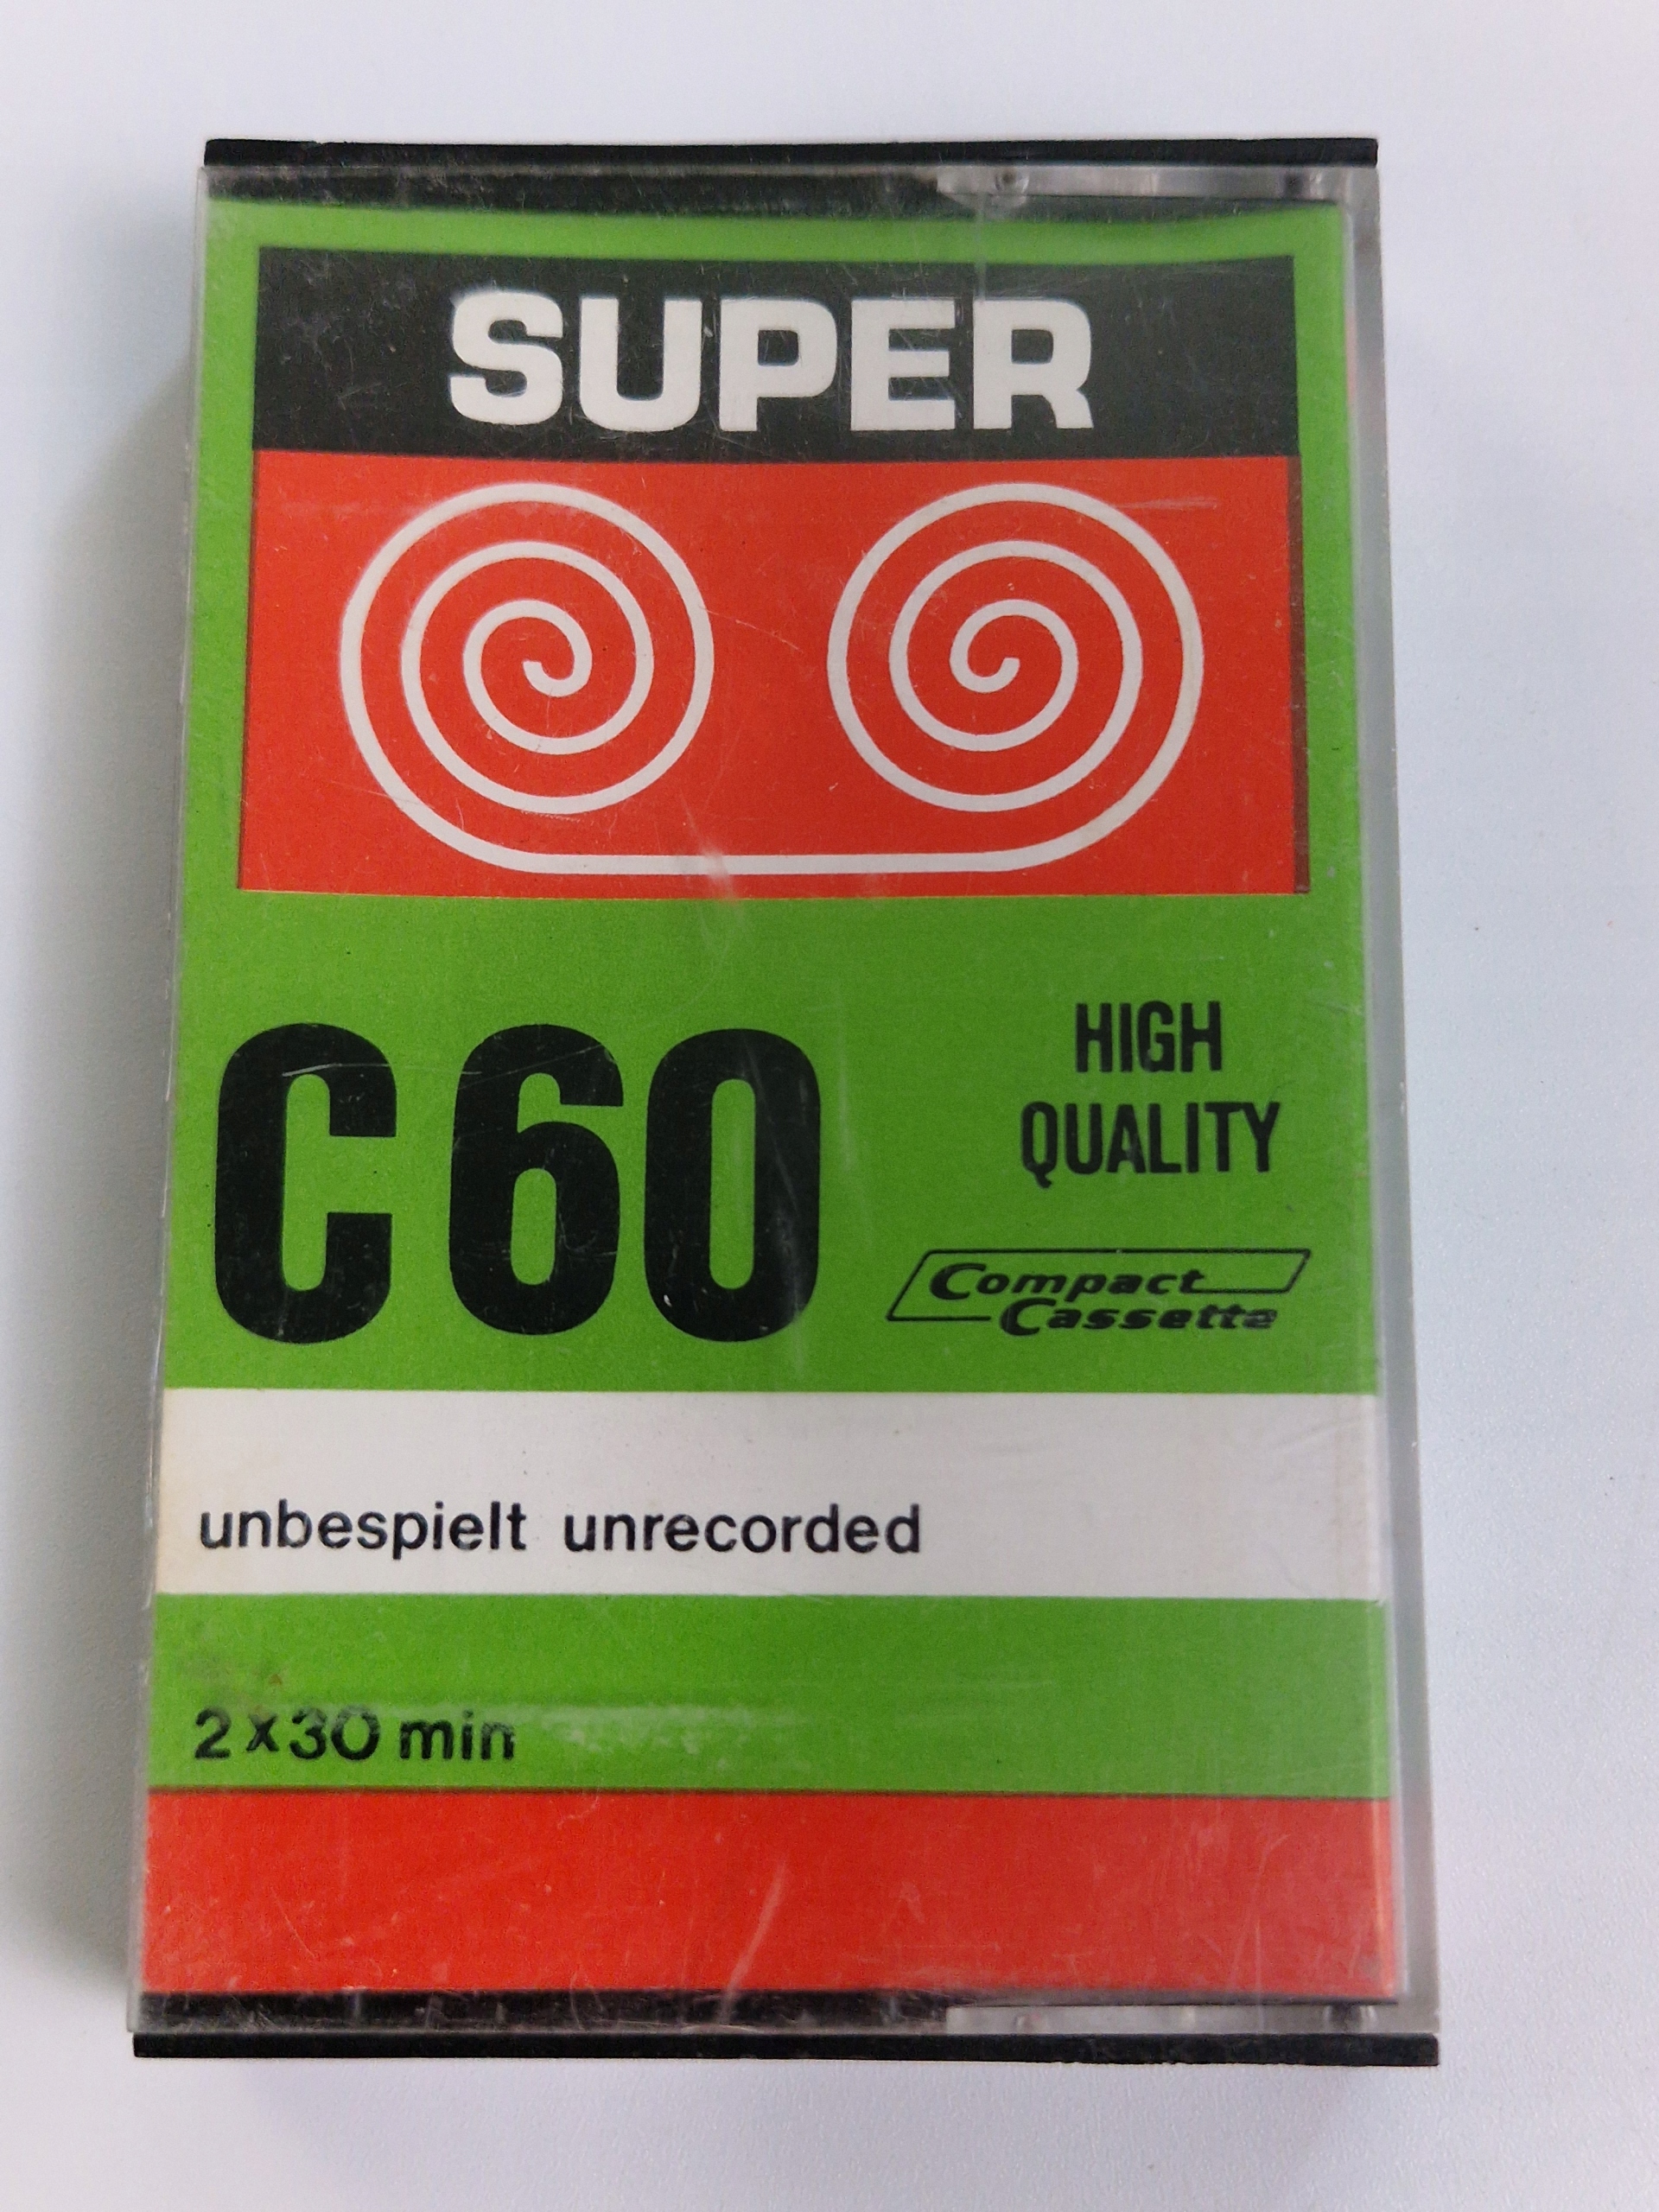 SUPER
C60
HIGH
QUALITY
Compact
Cassette
unbespielt unrecorded
2x30 min